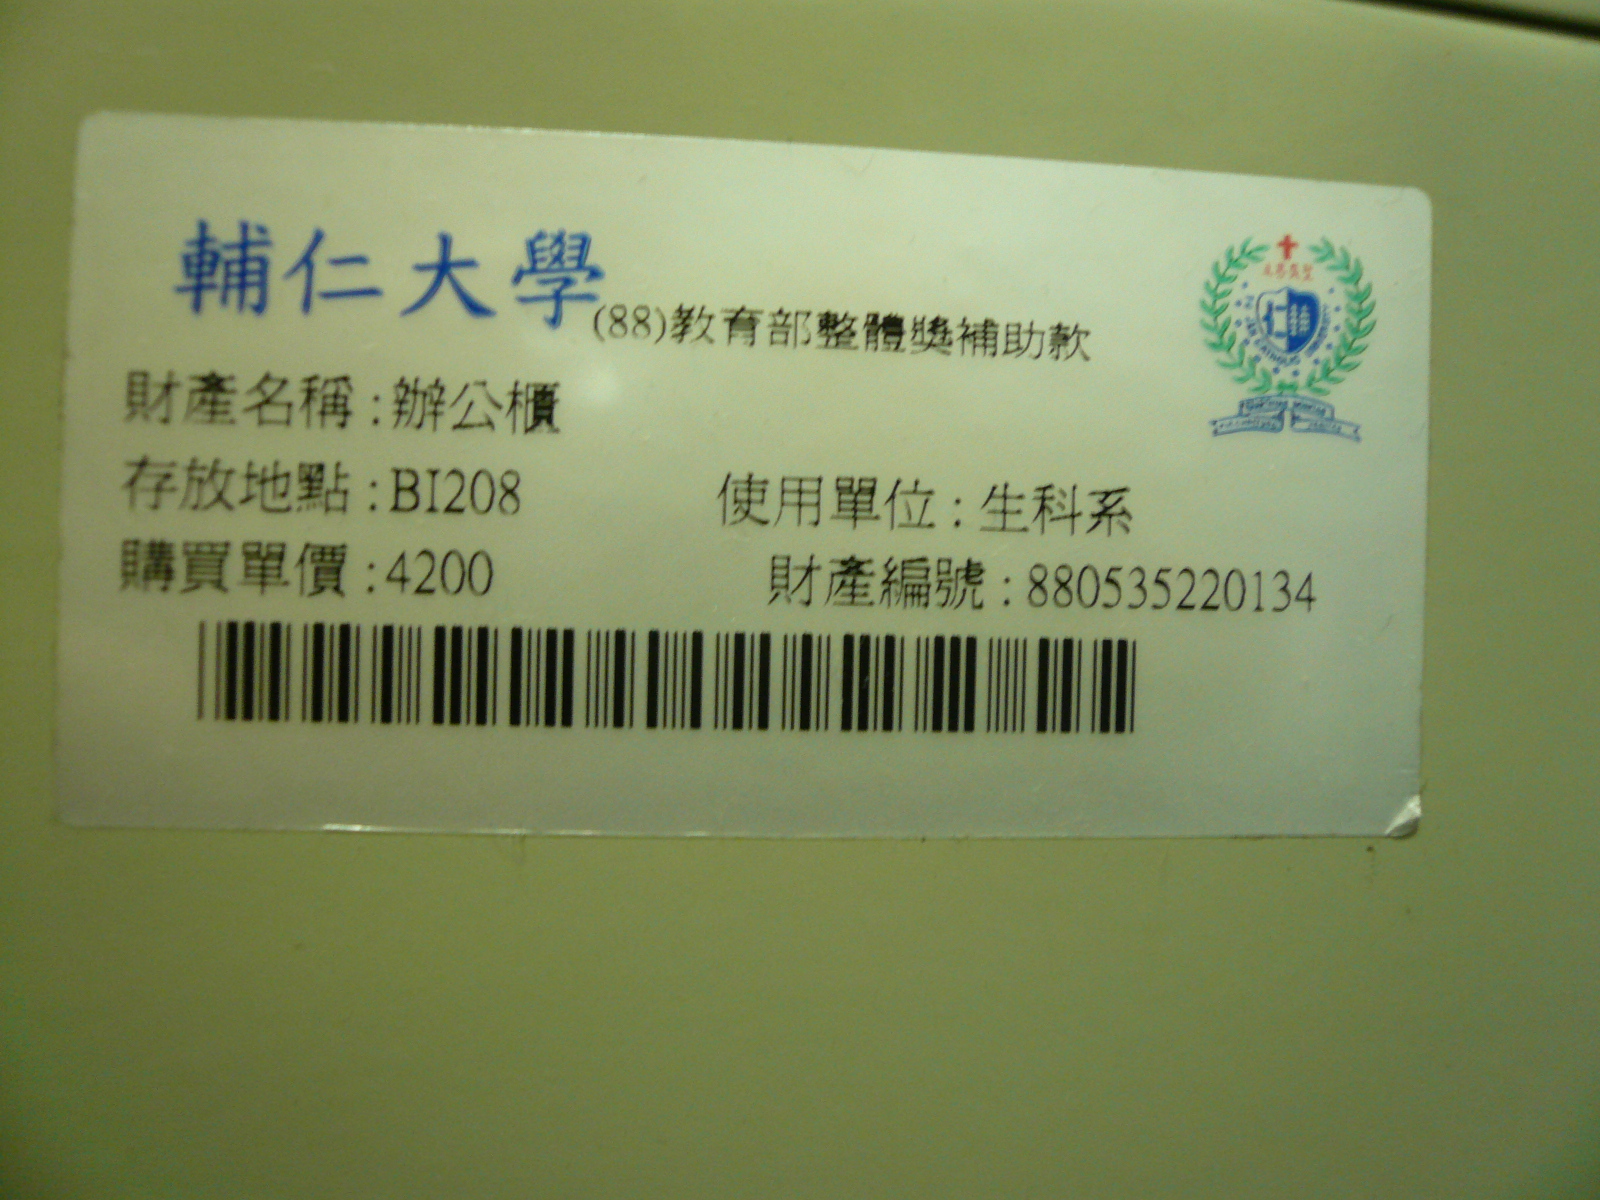 輔仁大學
(88)教育部整體獎補助款
財產名稱:辦公櫃
存放地點:BI208
使用單位:生科系
購買單價:4200
財產編號:880535220134